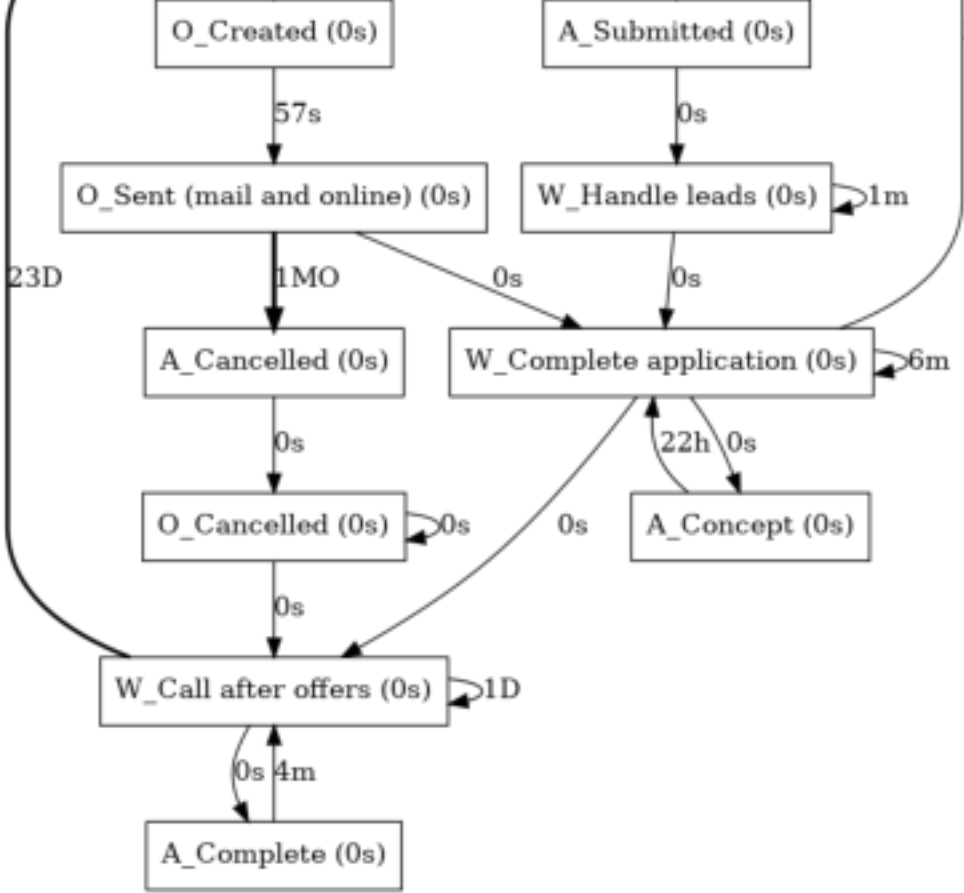 O_Created (0s)
A_Submitted (0s)
57s
0s
O_Sent (mail and online) (0s)
W_Handle leads (0s)
1m
23D
1MO
0s
0s
A_Cancelled (0s)
W_Complete application (0s)
6m
0s
22h
0s
O_Cancelled (0s)
0s
0s
A_Concept (0s)
0s
W_Call after offers (0s)
1D
0s
4m
A_Complete (0s)